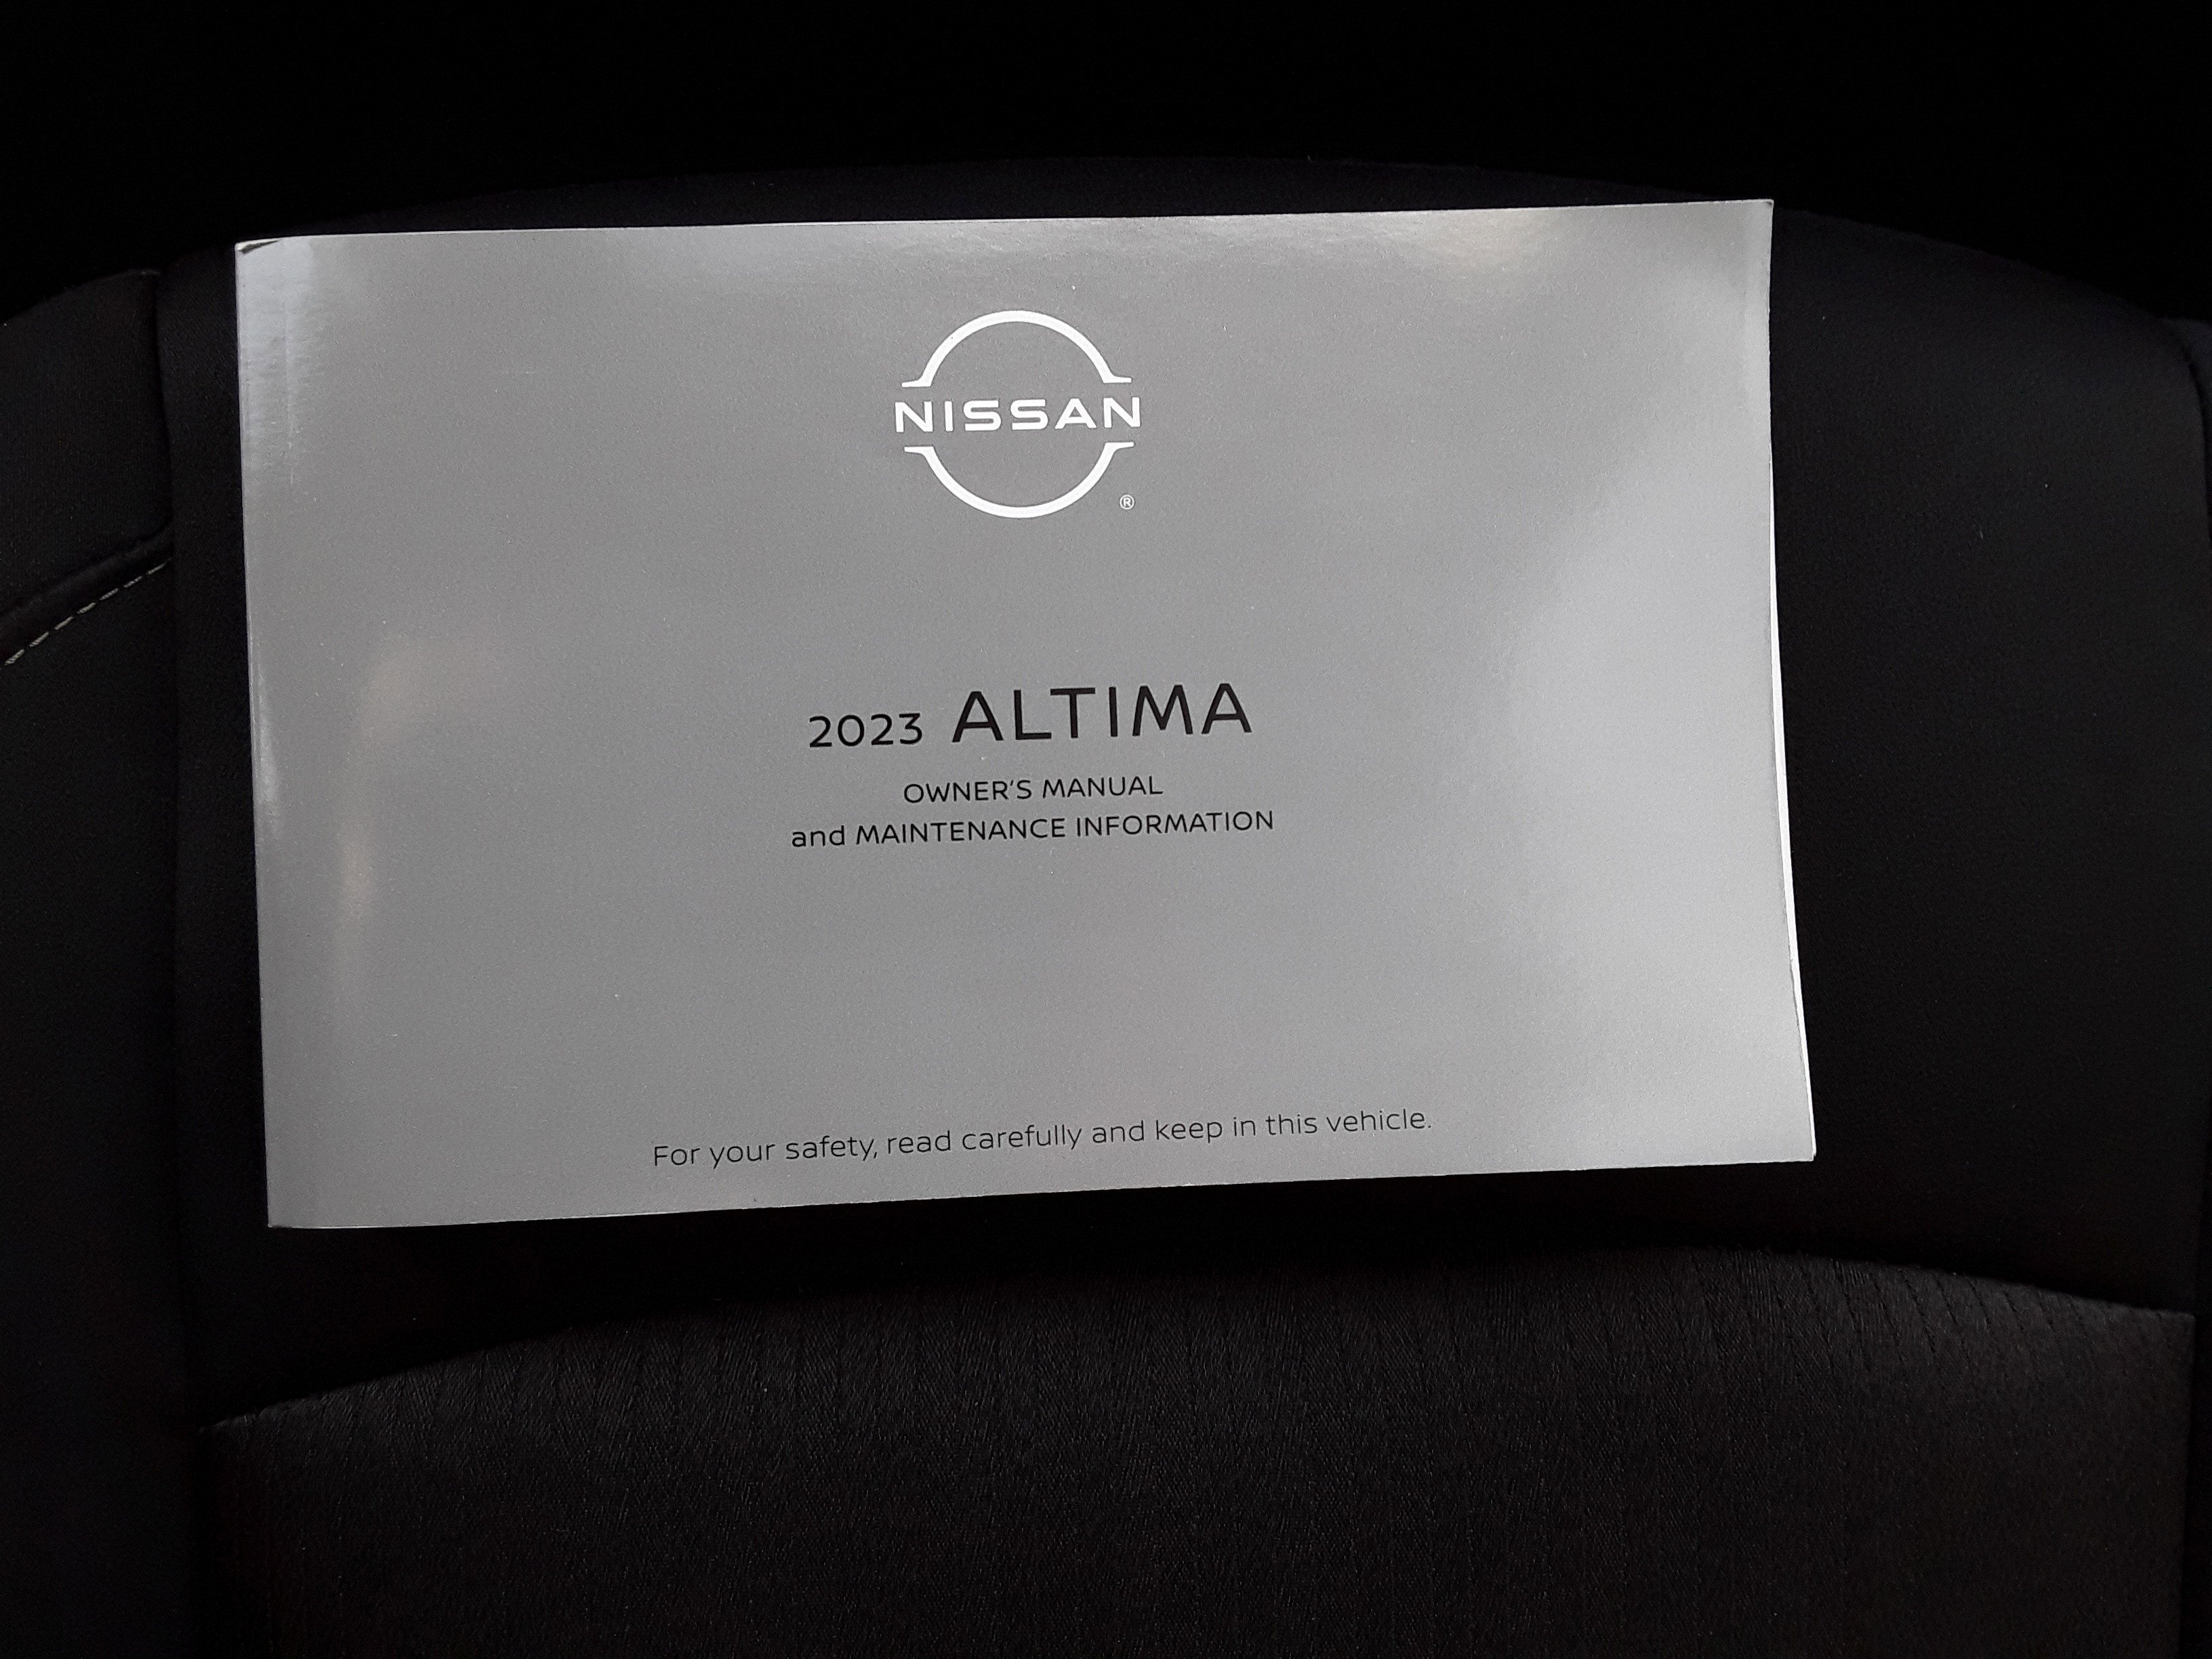 NISSAN
®
2023 ALTIMA
OWNER'S MANUAL
and MAINTENANCE INFORMATION
For your safety, read carefully and keep in this vehicle.